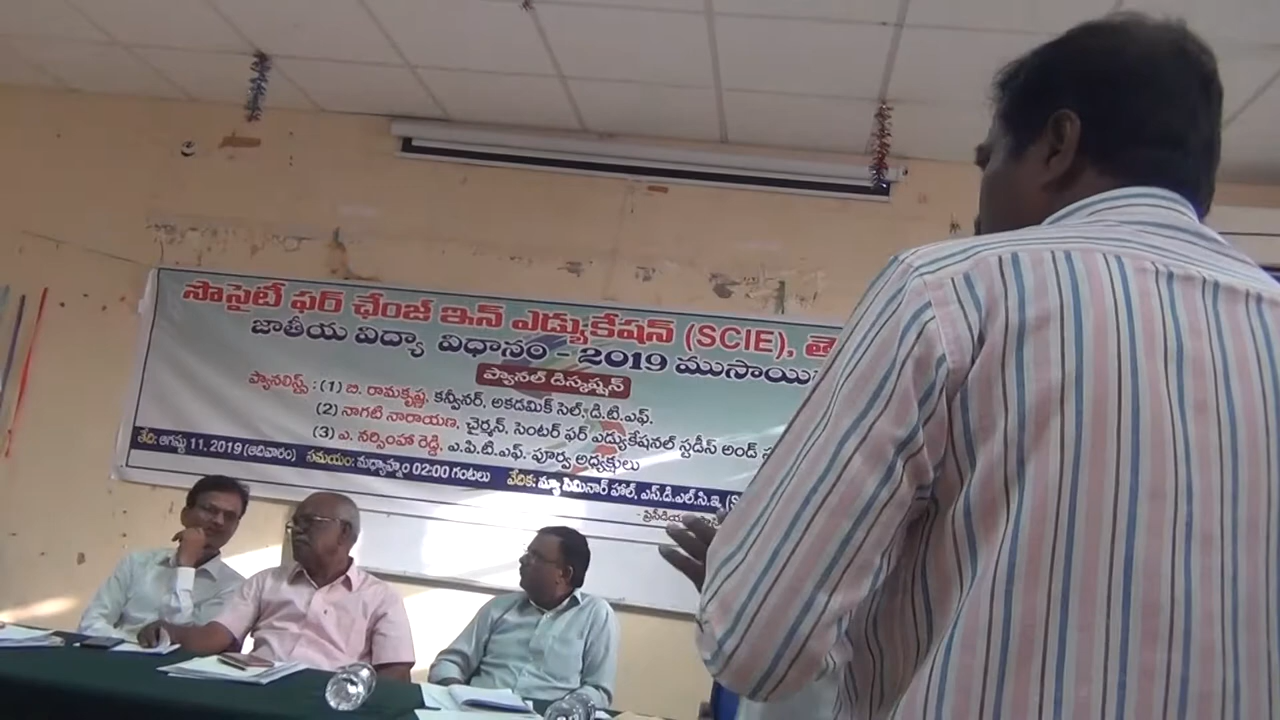 సొసైటీ ఫర్ ఛేంజ్ ఇన్ ఎడ్యుకేషన్ (SCIE), తె
జాతీయ విద్యా విధానం - 2019 ముసాయి
ప్యానల్ డిస్కషన్
ప్యానలిస్ట్స్ : (1) బి. రామకృష్ణ, కన్వీనర్, అకడమిక్ సెల్, డి.టి.ఎఫ్.
(2) నాగటి నారాయణ, ఛైర్మన్, సెంటర్ ఫర్ ఎడ్యుకేషనల్ స్టడీస్ అండ్
(3) ఎ. నర్సింహా రెడ్డి, ఎ.పి.టి.ఎఫ్. పూర్వ అధ్యక్షులు
తేది: ఆగస్టు 11, 2019 (ఆదివారం) సమయం: మధ్యాహ్నం 02:00 గంటలు వేదిక: న్యూ సెమినార్ హాల్, ఎస్.డి.ఎల్.సి.ఇ,